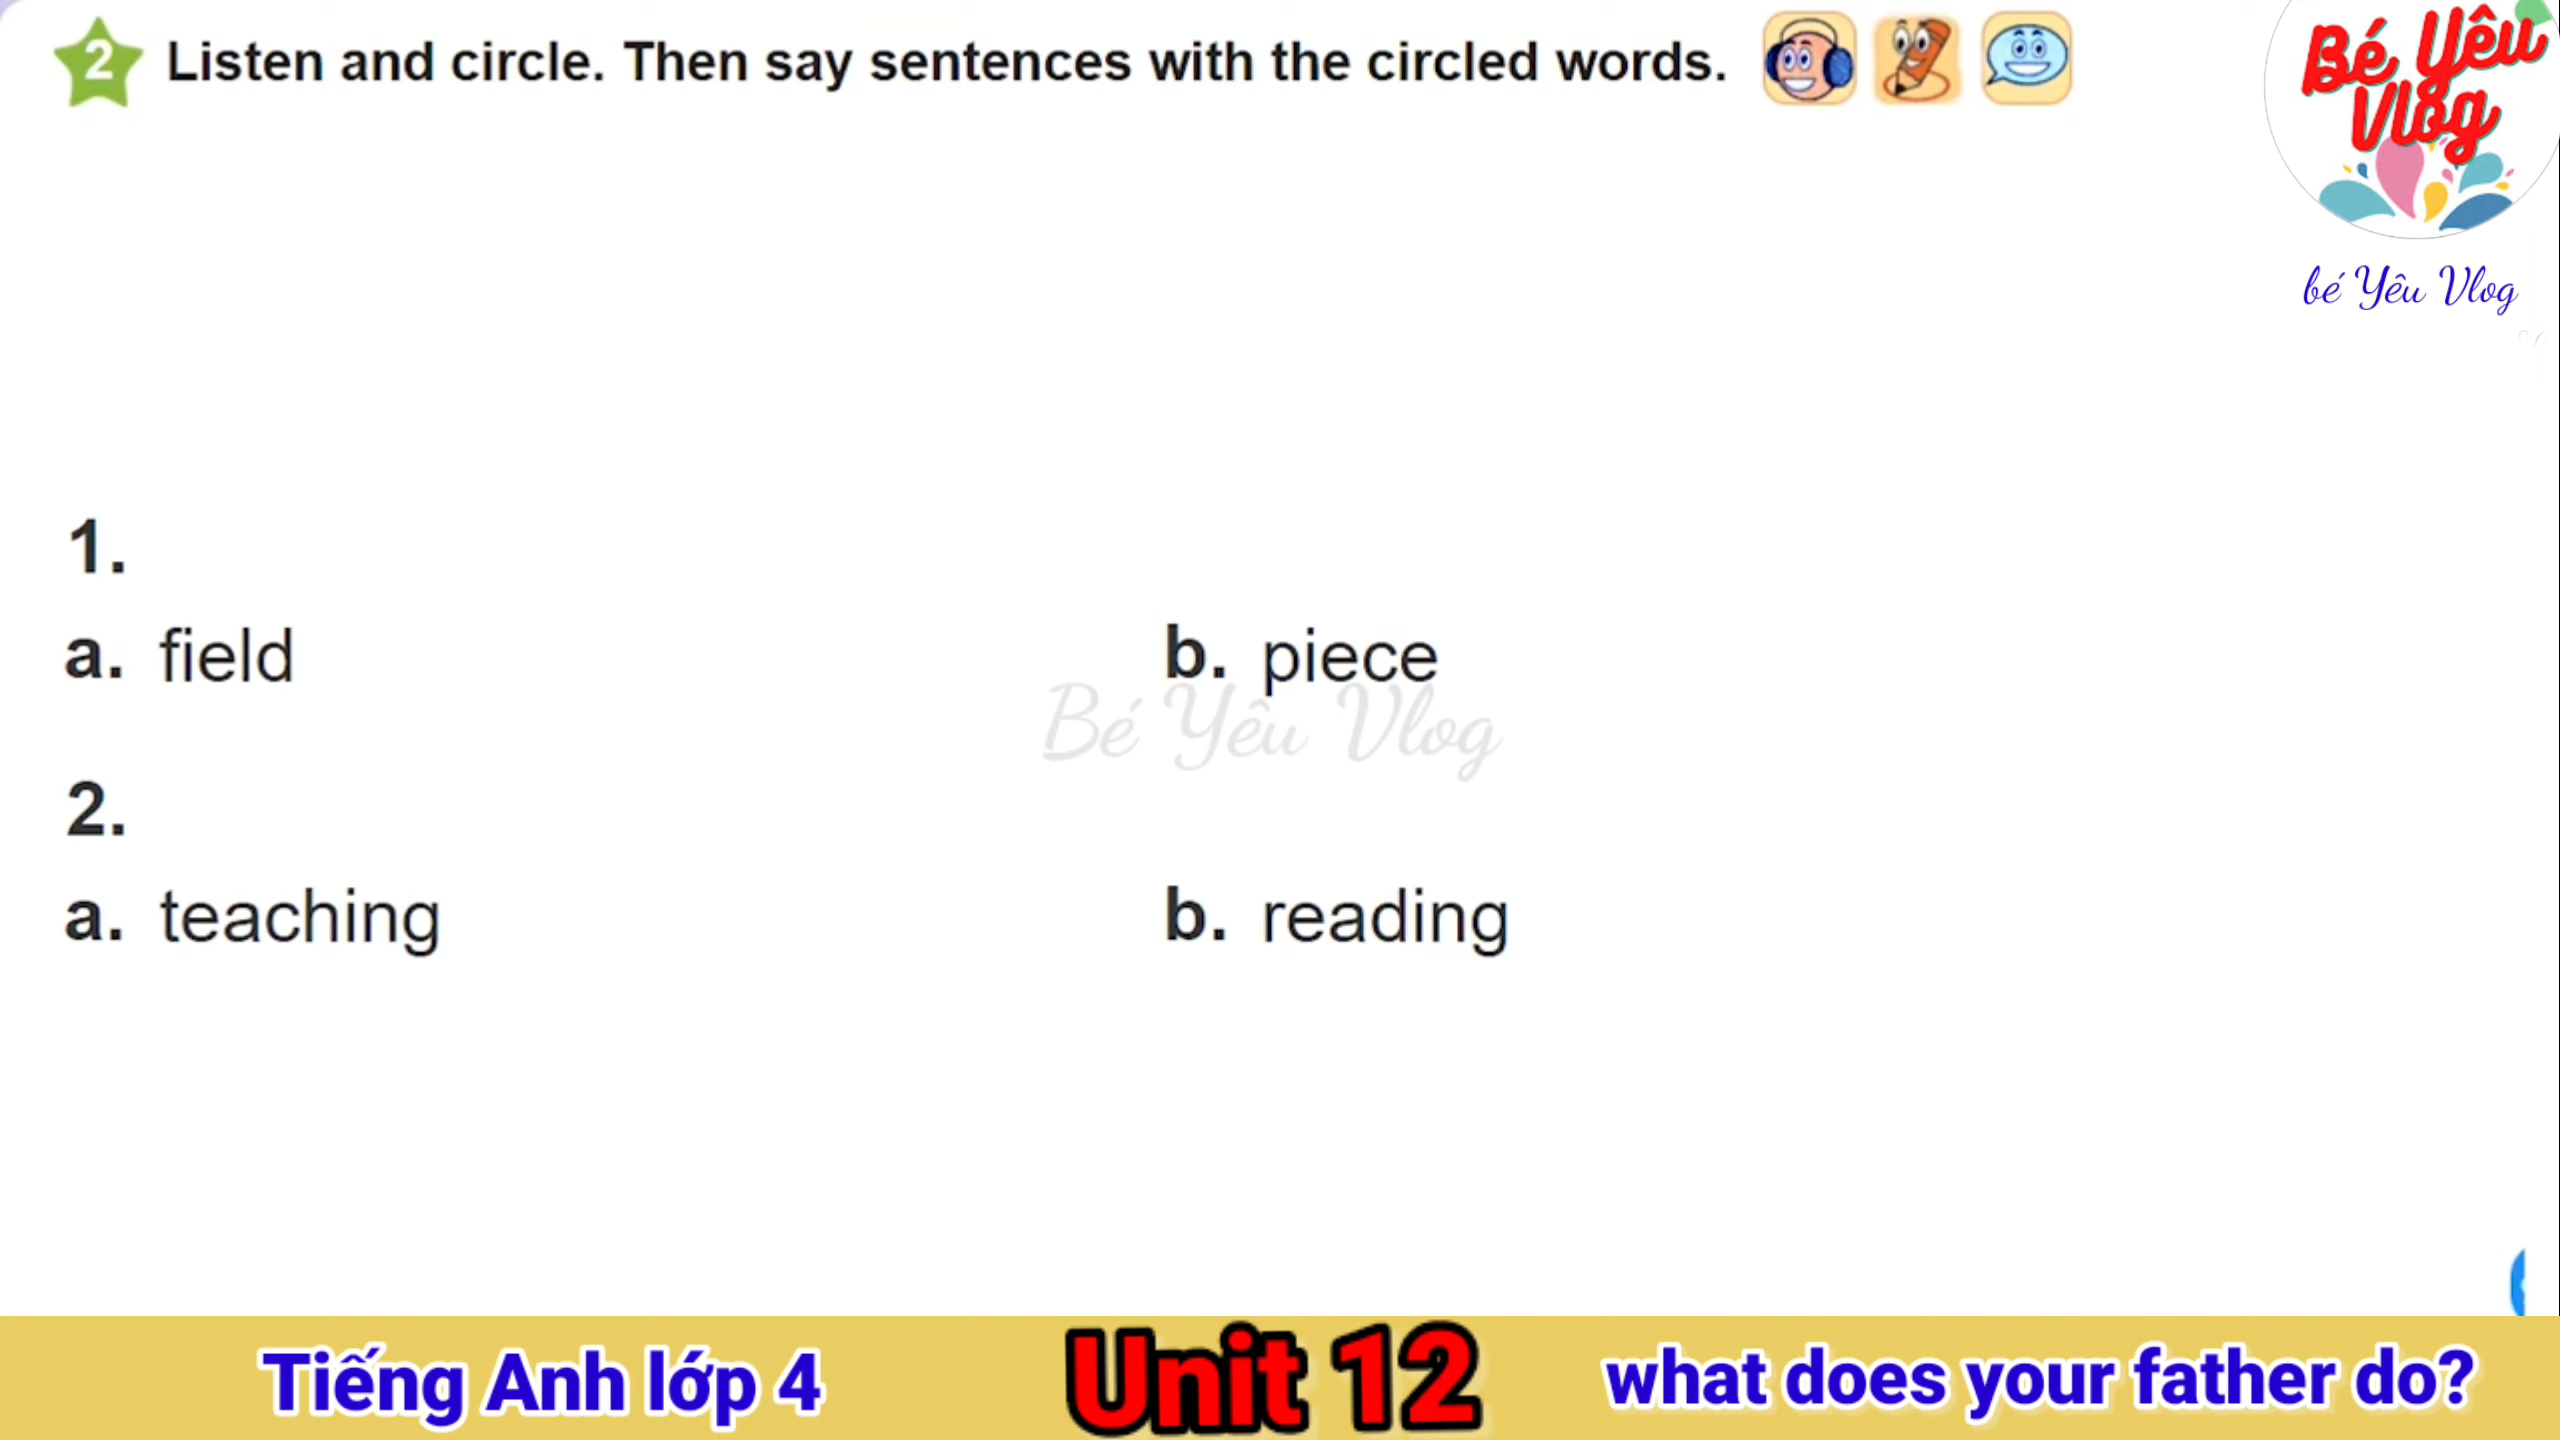 2 Listen and circle. Then say sentences with the circled words.
Bé Yêu
Vlog
bé Yêu Vlog
1.
a. field b. piece
Bé Yêu Vlog
2.
a. teaching b. reading
Tiếng Anh lớp 4 Unit 12 what does your father do?